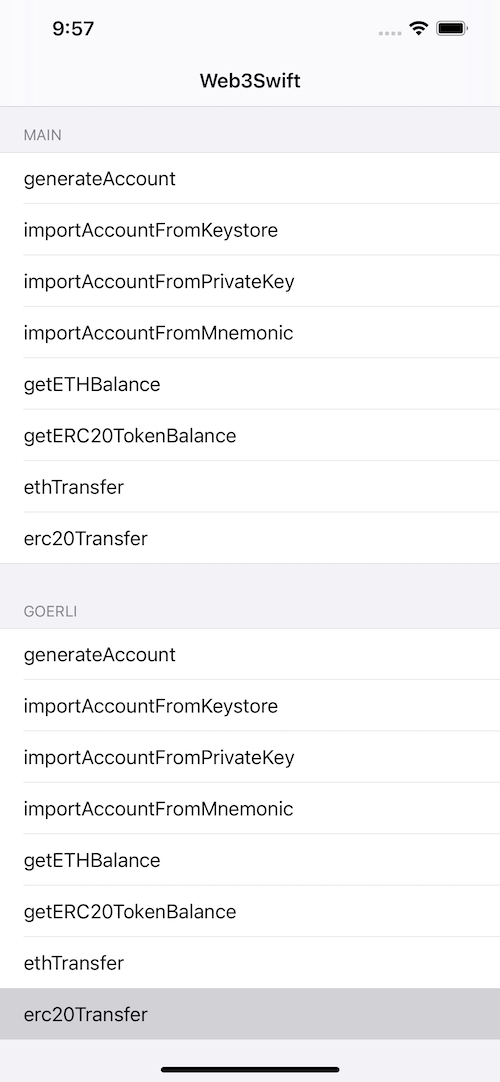 9:57
Web3Swift
MAIN
generateAccount
importAccountFromKeystore
importAccountFromPrivateKey
importAccountFromMnemonic
getETHBalance
getERC20TokenBalance
ethTransfer
erc20Transfer
GOERLI
generateAccount
importAccountFromKeystore
importAccountFromPrivateKey
importAccountFromMnemonic
getETHBalance
getERC20TokenBalance
ethTransfer
erc20Transfer